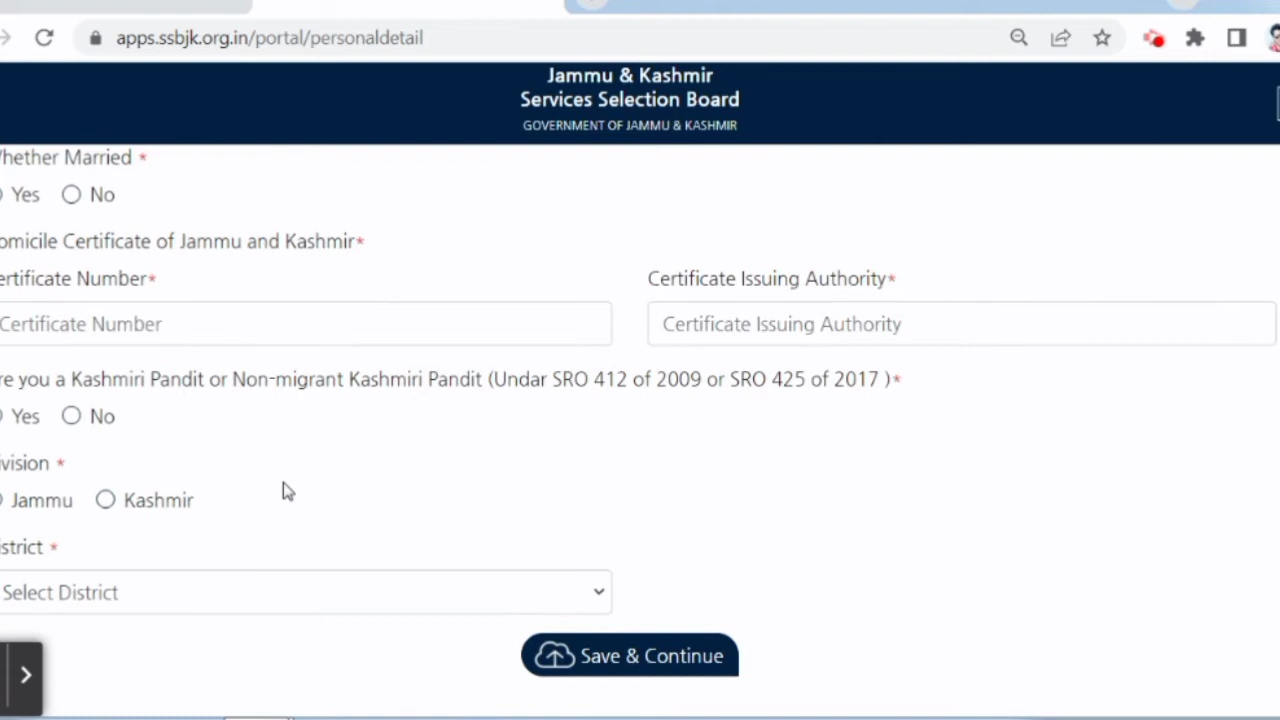 apps.ssbjk.org.in/portal/personaldetail
Jammu & Kashmir
Services Selection Board
GOVERNMENT OF JAMMU & KASHMIR
hether Married *
Yes No
omicile Certificate of Jammu and Kashmir*
ertificate Number* Certificate Issuing Authority*
Certificate Number Certificate Issuing Authority
re you a Kashmiri Pandit or Non-migrant Kashmiri Pandit (Undar SRO 412 of 2009 or SRO 425 of 2017 )*
Yes No
ivision *
Jammu Kashmir
istrict *
Select District
Save & Continue